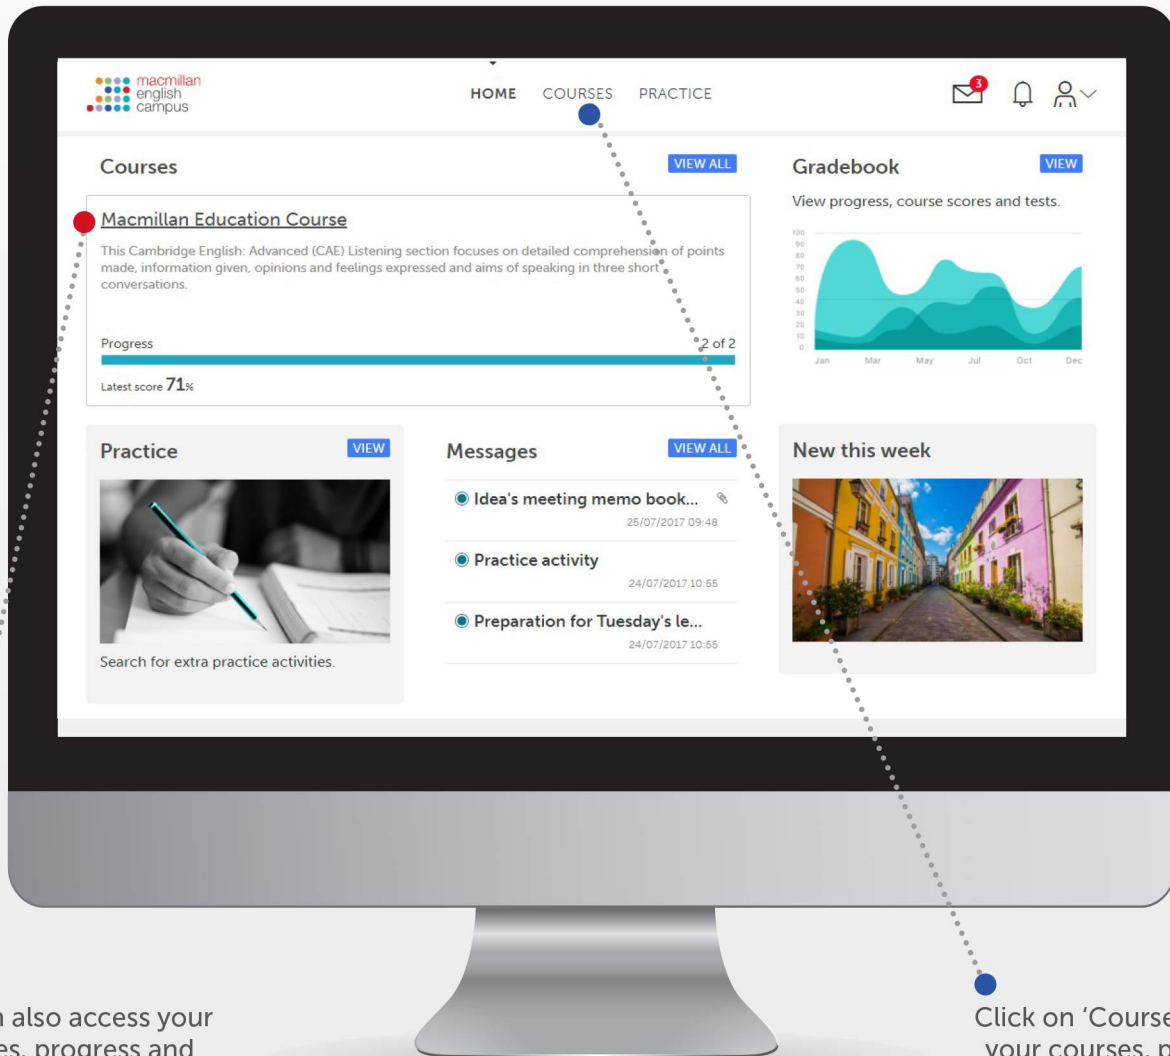 macmillan
english
campus
HOME COURSES PRACTICE
3
Courses
VIEW ALL
Macmillan Education Course
This Cambridge English: Advanced (CAE) Listening section focuses on detailed comprehension of points
made, information given, opinions and feelings expressed and aims of speaking in three short
conversations.
Progress
2 of 2
Latest score 71%
Gradebook
VIEW
View progress, course scores and tests.
100
90
80
70
60
50
40
30
20
10
0
Jan Mar May Jul Oct Dec
Practice
VIEW
Search for extra practice activities.
Messages
VIEW ALL
Idea's meeting memo book...
25/07/2017 09:48
Practice activity
24/07/2017 10:55
Preparation for Tuesday's le...
24/07/2017 10:55
New this week
also access your
progress and
Click on ‘Course
your courses,